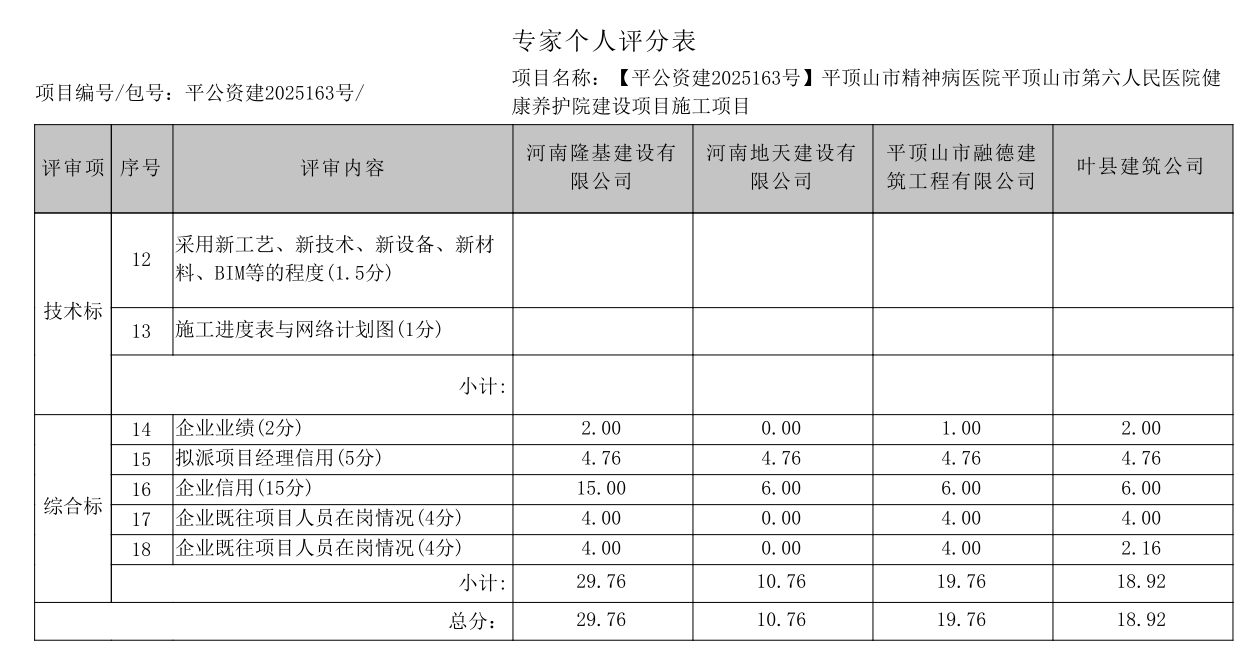 专家个人评分表
项目编号/包号：平公资建2025163号/
项目名称：【平公资建2025163号】平顶山市精神病医院平顶山市第六人民医院健
康养护院建设项目施工项目
评审项 序号 评审内容 河南隆基建设有限公司 河南地天建设有限公司 平顶山市融德建筑工程有限公司 叶县建筑公司
技术标
12 采用新工艺、新技术、新设备、新材
料、BIM等的程度(1.5分)
13 施工进度表与网络计划图(1分)
小计:
综合标
14 企业业绩(2分) 2.00 0.00 1.00 2.00
15 拟派项目经理信用(5分) 4.76 4.76 4.76 4.76
16 企业信用(15分) 15.00 6.00 6.00 6.00
17 企业既往项目人员在岗情况(4分) 4.00 0.00 4.00 4.00
18 企业既往项目人员在岗情况(4分) 4.00 0.00 4.00 2.16
小计: 29.76 10.76 19.76 18.92
总分： 29.76 10.76 19.76 18.92